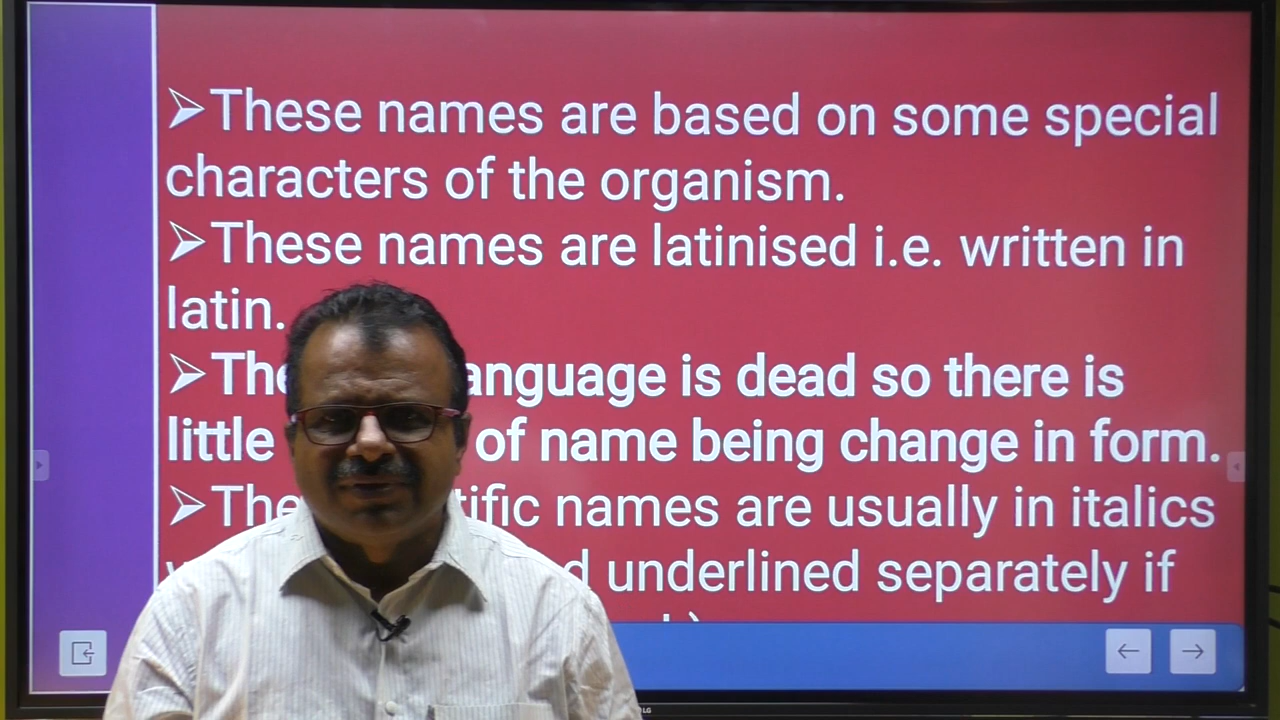 ➢These names are based on some special
characters of the organism.
➢These names are latinised i.e. written in
latin.
➢The anguage is dead so there is
little of name being change in form.
➢The tific names are usually in italics
d underlined separately if
LG